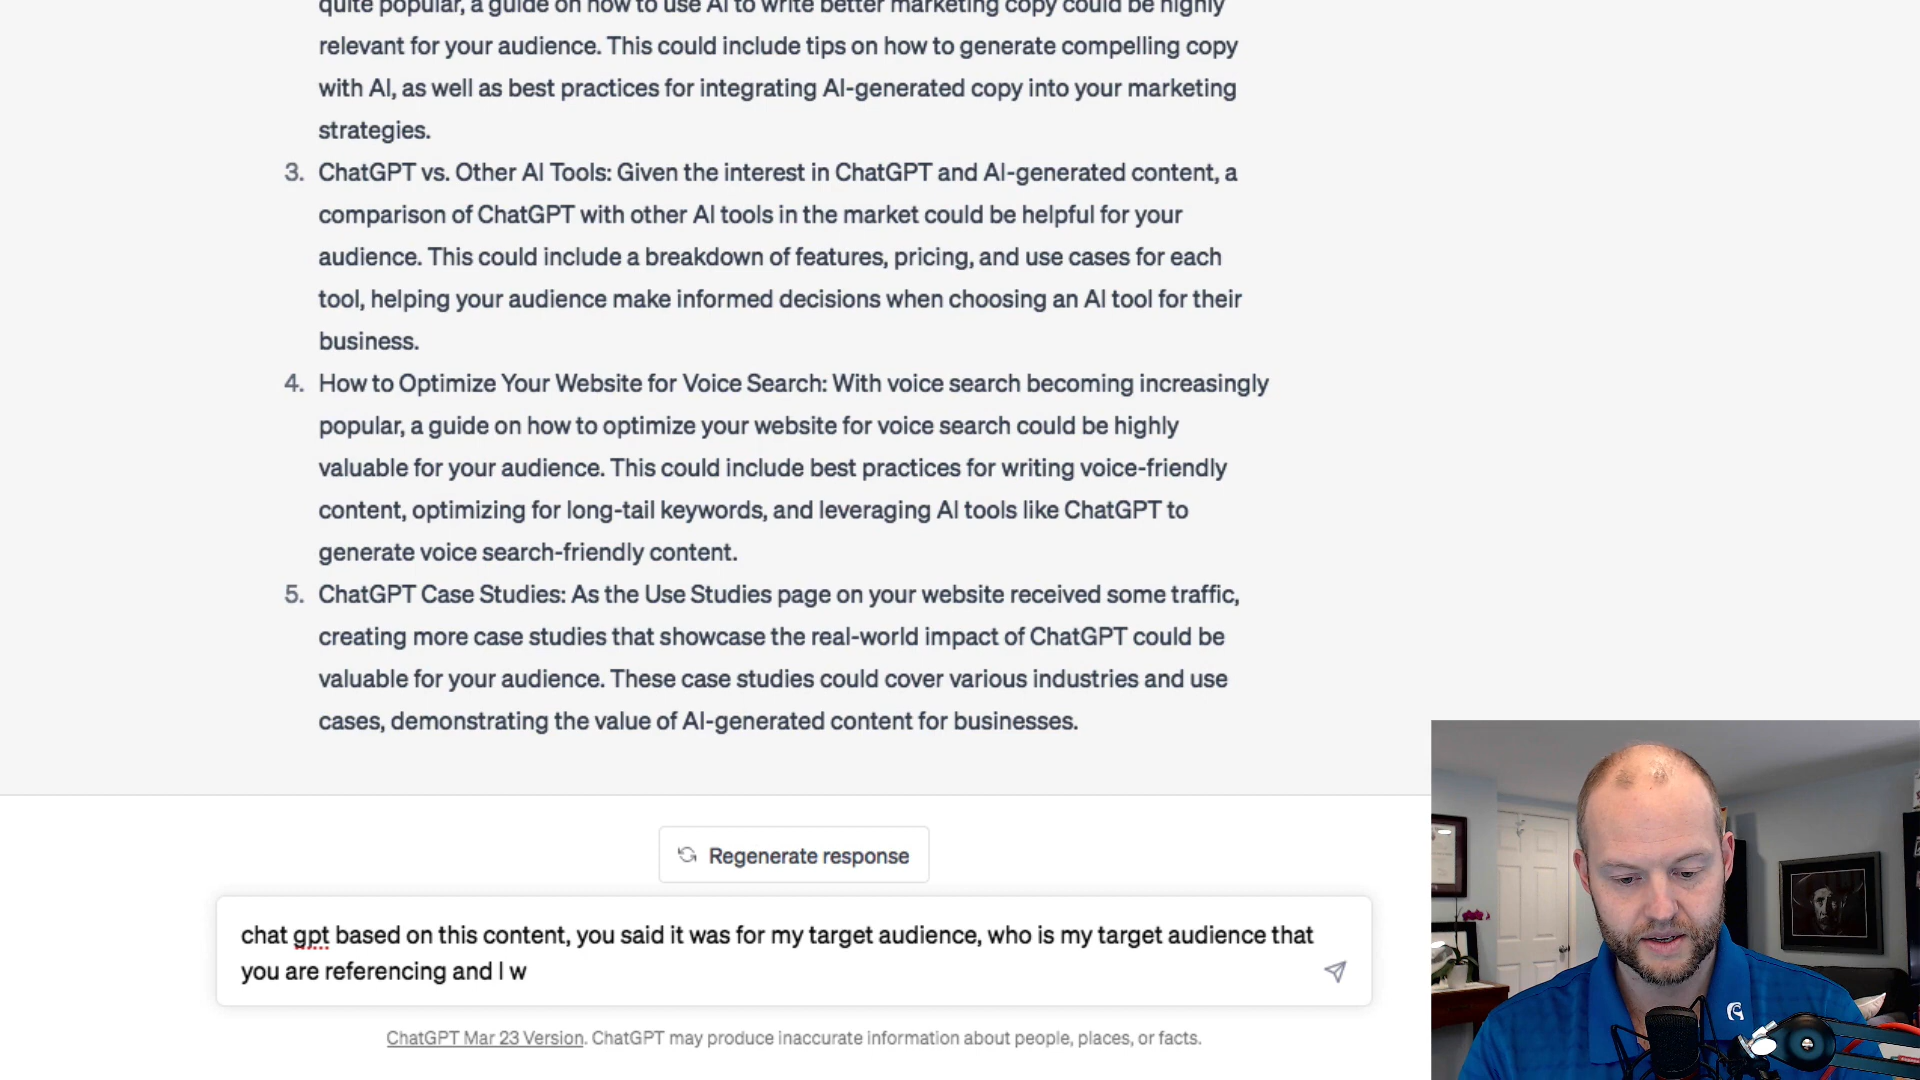 quite popular, a guide on how to use AI to write better marketing copy could be highly
relevant for your audience. This could include tips on how to generate compelling copy
with AI, as well as best practices for integrating AI-generated copy into your marketing
strategies.
3. ChatGPT vs. Other AI Tools: Given the interest in ChatGPT and AI-generated content, a
comparison of ChatGPT with other AI tools in the market could be helpful for your
audience. This could include a breakdown of features, pricing, and use cases for each
tool, helping your audience make informed decisions when choosing an AI tool for their
business.
4. How to Optimize Your Website for Voice Search: With voice search becoming increasingly
popular, a guide on how to optimize your website for voice search could be highly
valuable for your audience. This could include best practices for writing voice-friendly
content, optimizing for long-tail keywords, and leveraging AI tools like ChatGPT to
generate voice search-friendly content.
5. ChatGPT Case Studies: As the Use Studies page on your website received some traffic,
creating more case studies that showcase the real-world impact of ChatGPT could be
valuable for your audience. These case studies could cover various industries and use
cases, demonstrating the value of AI-generated content for businesses.
Regenerate response
chat gpt based on this content, you said it was for my target audience, who is my target audience that
you are referencing and I w
ChatGPT Mar 23 Version. ChatGPT may produce inaccurate information about people, places, or facts.